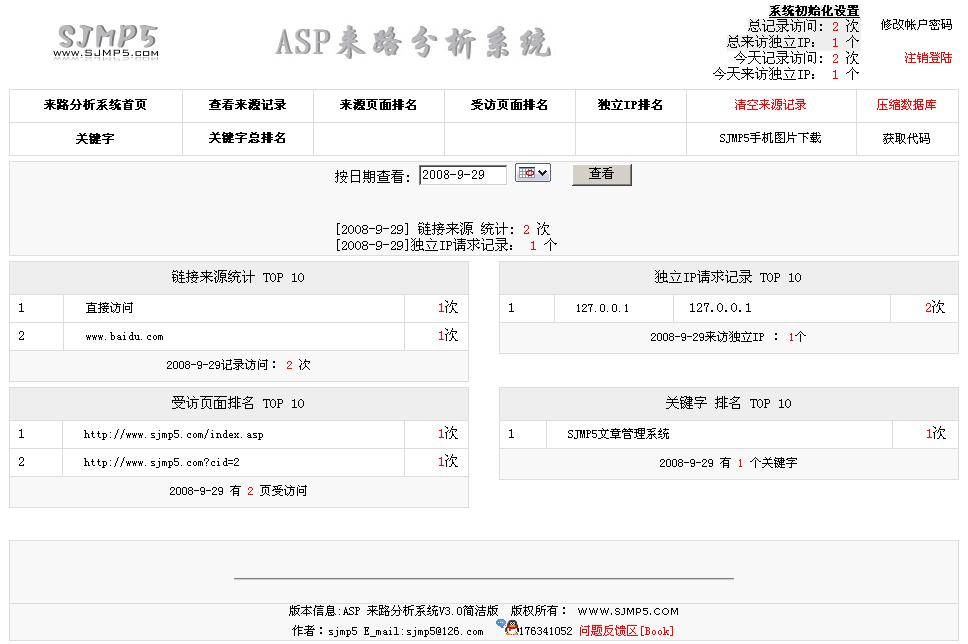 SJMP5
www.SJMP5.COM
ASP来路分析系统
系统初始化设置
总记录访问: 2 次
总来访独立IP: 1 个
今天记录访问: 2 次
今天来访独立IP: 1 个
修改帐户密码
注销登陆
来路分析系统首页 查看来源记录 来源页面排名 受访页面排名 独立IP排名 清空来源记录 压缩数据库
关键字 关键字总排名 SJMP5手机图片下载 获取代码
按日期查看: 2008-9-29 查看
[2008-9-29] 链接来源 统计: 2 次
[2008-9-29]独立IP请求记录: 1 个
链接来源统计 TOP 10
1 直接访问 1次
2 www.baidu.com 1次
2008-9-29记录访问: 2 次
独立IP请求记录 TOP 10
1 127.0.0.1 127.0.0.1 2次
2008-9-29来访独立IP : 1个
受访页面排名 TOP 10
1 http://www.sjmp5.com/index.asp 1次
2 http://www.sjmp5.com?cid=2 1次
2008-9-29 有 2 页受访问
关键字 排名 TOP 10
1 SJMP5文章管理系统 1次
2008-9-29 有 1 个关键字
版本信息:ASP 来路分析系统V3.0简洁版 版权所有: WWW.SJMP5.COM
作者:sjmp5 E_mail:sjmp5@126.com 176341052 问题反馈区[Book]